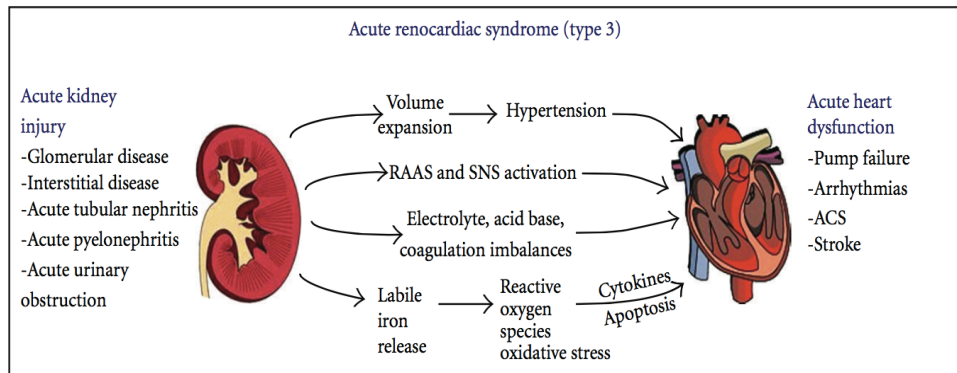 Acute renocardiac syndrome (type 3)
Acute kidney
injury
-Glomerular disease
-Interstitial disease
-Acute tubular nephritis
-Acute pyelonephritis
-Acute urinary
obstruction
Volume
expansion
Hypertension
RAAS and SNS activation
Electrolyte, acid base,
coagulation imbalances
Labile
iron
release
Reactive
oxygen
species
oxidative stress
Cytokines
Apoptosis
Acute heart
dysfunction
-Pump failure
-Arrhythmias
-ACS
-Stroke